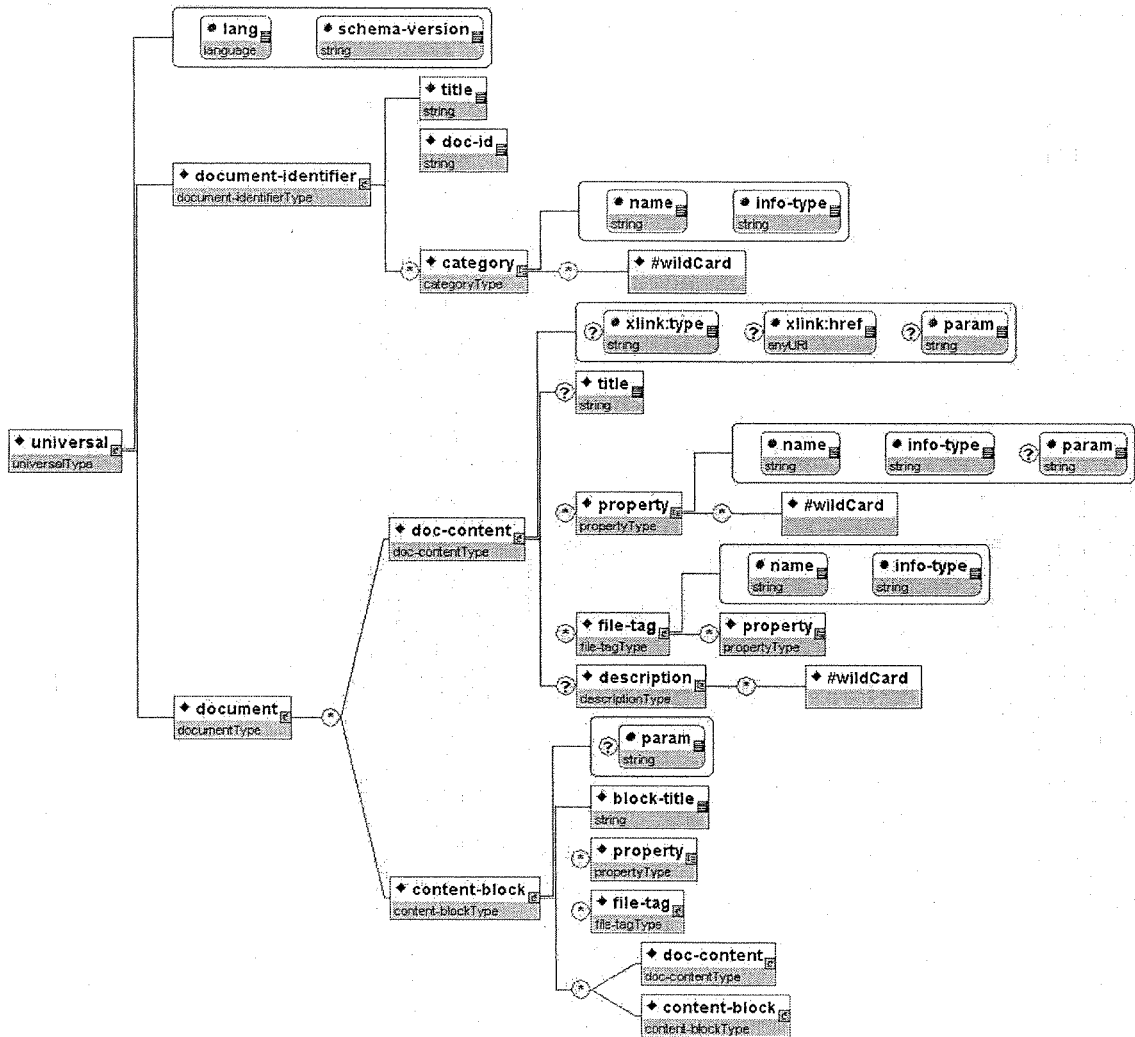 lang schema-version
language string
title
string
doc-id
string
document-identifier
document-identifierType
name info-type
string string
category #wildCard
categoryType
? xlink:type ? xlink:href ? param
string anyURI string
? title
string
universal
universalType
name info-type ? param
string string string
* property * #wildCard
propertyType
doc-content
doc-contentType
name info-type
string string
* file-tag * property
file-tagType propertyType
? description * #wildCard
descriptionType
document *
documentType
? param
string
block-title
string
* property
propertyType
content-block
content-blockType
* file-tag
file-tagType
doc-content
doc-contentType
*
content-block
content-blockType